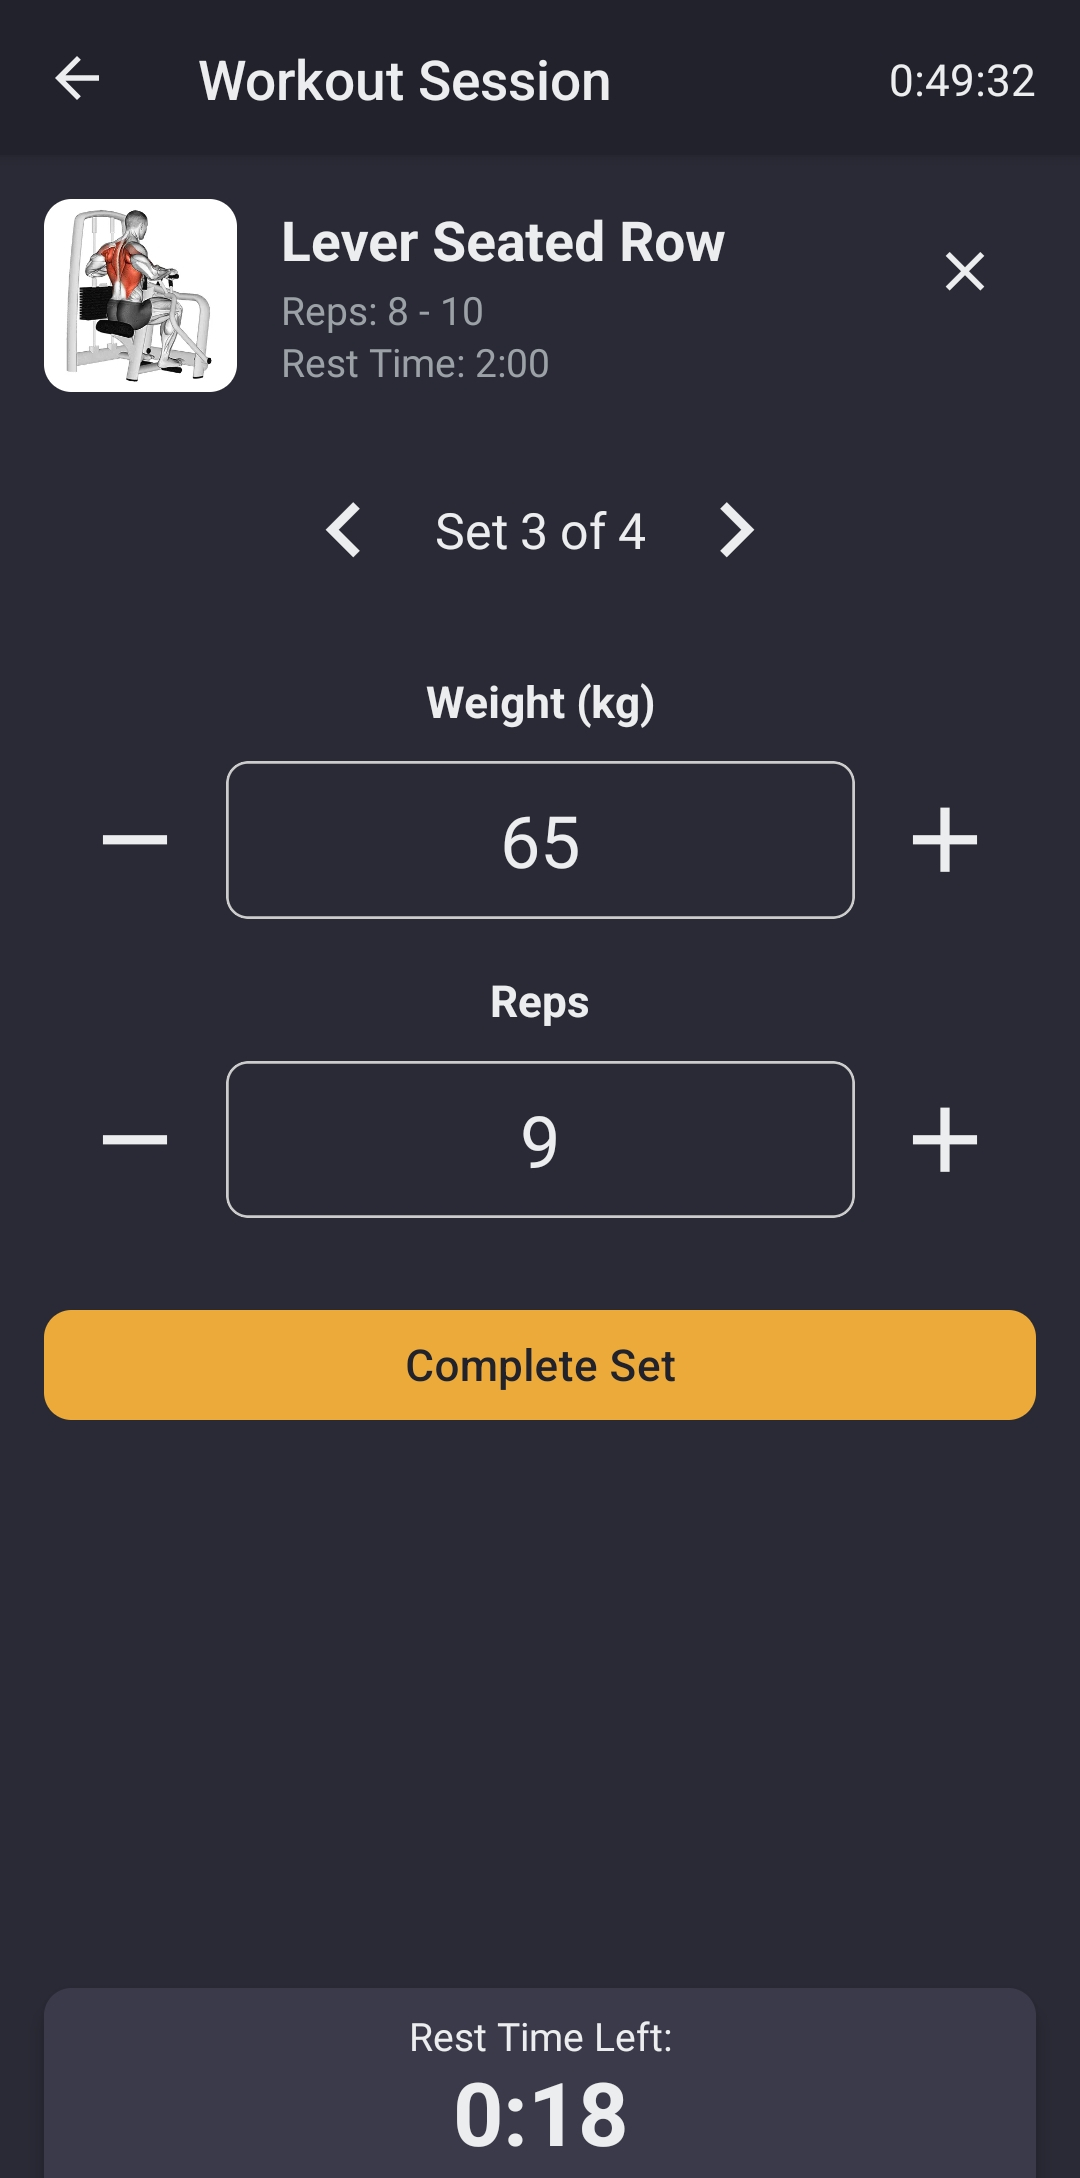 Workout Session
0:49:32
Lever Seated Row
Reps: 8 - 10
Rest Time: 2:00
Set 3 of 4
Weight (kg)
65
Reps
9
Complete Set
Rest Time Left:
0:18